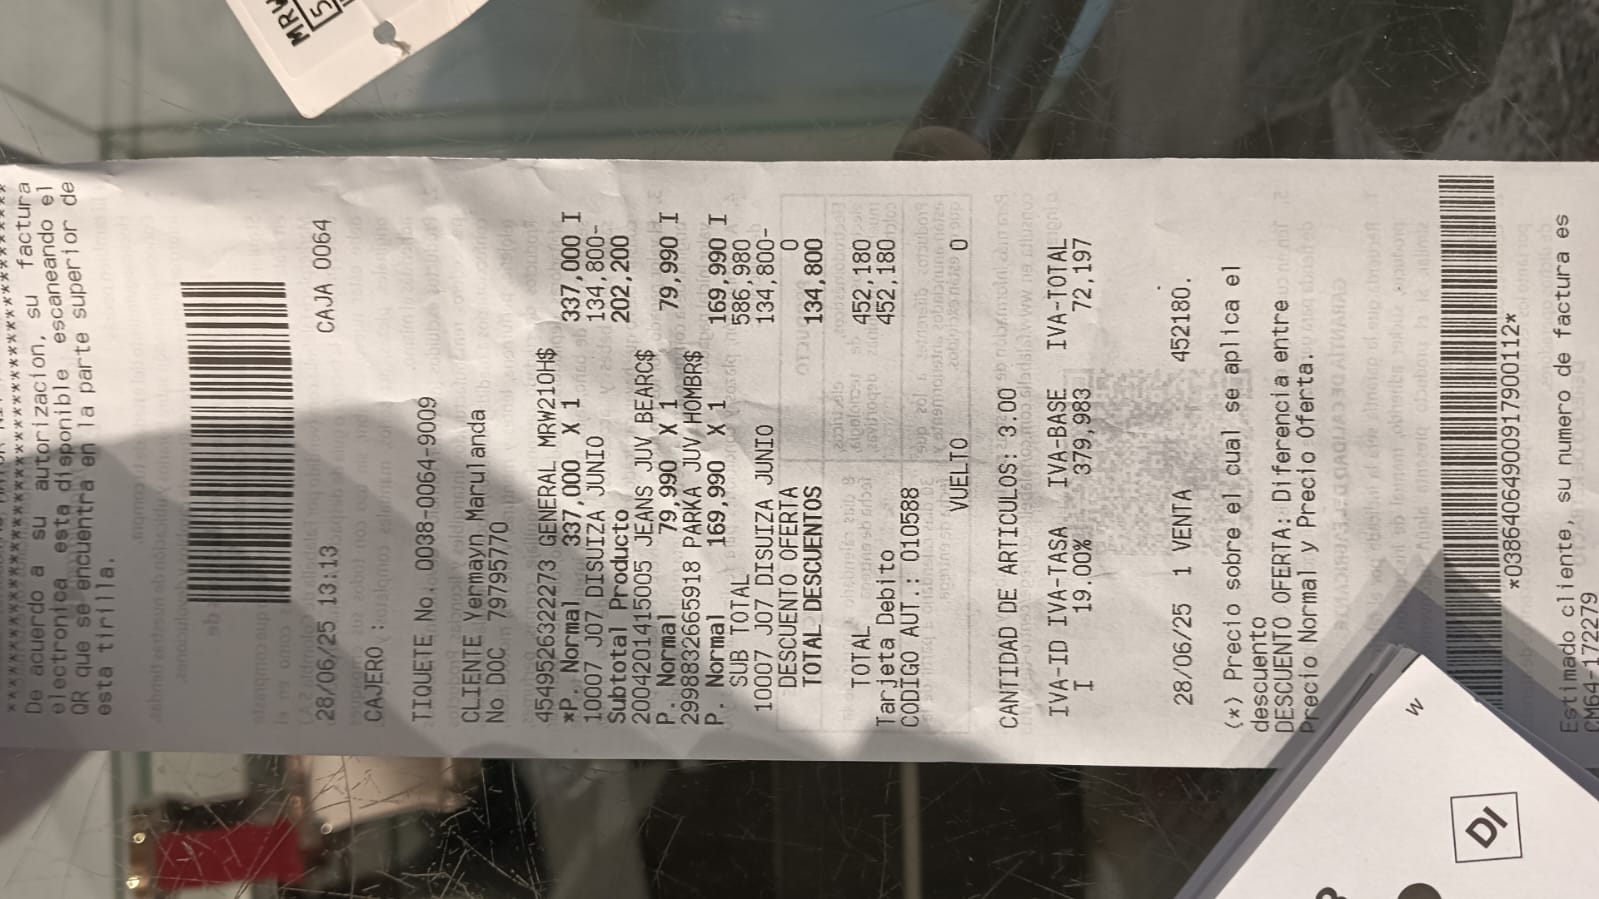 MRW
5
De acuerdo a su autorizacion, su factura
electronica esta disponible escaneando el
QR que se encuentra en la parte superior de
esta tirilla.
28/06/25 13:13 CAJA 0064
CAJERO :
TIQUETE No. 0038-0064-9009
CLIENTE Yermayn Marulanda
No DOC 79795770
4549526322273 GENERAL MRW210H$
*P. Normal 337,000 X 1 337,000 I
10007 J07 DISUIZA JUNIO 134,800-
Subtotal Producto 202,200
2004201415005 JEANS JUV BEARC$
P. Normal 79,990 X 1 79,990 I
2998832665918 PARKA JUV HOMBR$
P. Normal 169,990 X 1 169,990 I
SUB TOTAL 586,980
10007 J07 DISUIZA JUNIO 134,800-
DESCUENTO OFERTA 0
TOTAL DESCUENTOS 134,800
TOTAL 452,180
Tarjeta Debito 452,180
CODIGO AUT.: 010588
VUELTO 0
CANTIDAD DE ARTICULOS: 3.00
IVA-ID IVA-TASA IVA-BASE IVA-TOTAL
I 19.00% 379,983 72,197
28/06/25 1 VENTA 452180.
(*) Precio sobre el cual se aplica el
descuento
DESCUENTO OFERTA: Diferencia entre
Precio Normal y Precio Oferta.
*0386406490091790011​2*
Estimado cliente, su numero de factura es
CM64-172279
W
DI